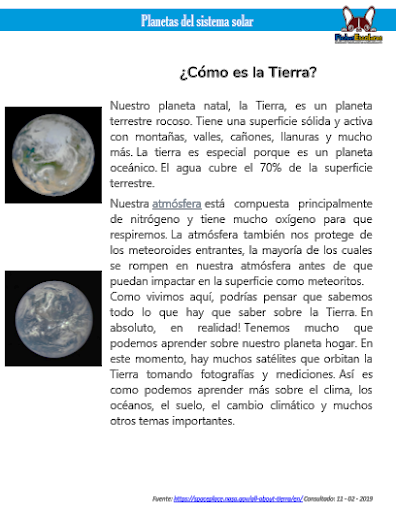 Planetas del sistema solar
FichasEscolares
¿Cómo es la Tierra?
Nuestro planeta natal, la Tierra, es un planeta
terrestre rocoso. Tiene una superficie sólida y activa
con montañas, valles, cañones, llanuras y mucho
más. La tierra es especial porque es un planeta
oceánico. El agua cubre el 70% de la superficie
terrestre.
Nuestra atmósfera está compuesta principalmente
de nitrógeno y tiene mucho oxígeno para que
respiremos. La atmósfera también nos protege de
los meteoroides entrantes, la mayoría de los cuales
se rompen en nuestra atmósfera antes de que
puedan impactar en la superficie como meteoritos.
Como vivimos aquí, podrías pensar que sabemos
todo lo que hay que saber sobre la Tierra. En
absoluto, en realidad! Tenemos mucho que
podemos aprender sobre nuestro planeta hogar. En
este momento, hay muchos satélites que orbitan la
Tierra tomando fotografías y mediciones. Así es
como podemos aprender más sobre el clima, los
océanos, el suelo, el cambio climático y muchos
otros temas importantes.
Fuente: https://spaceplace.nasa.gov/all-about-tierra/en/ Consultado: 11 - 02 - 2019